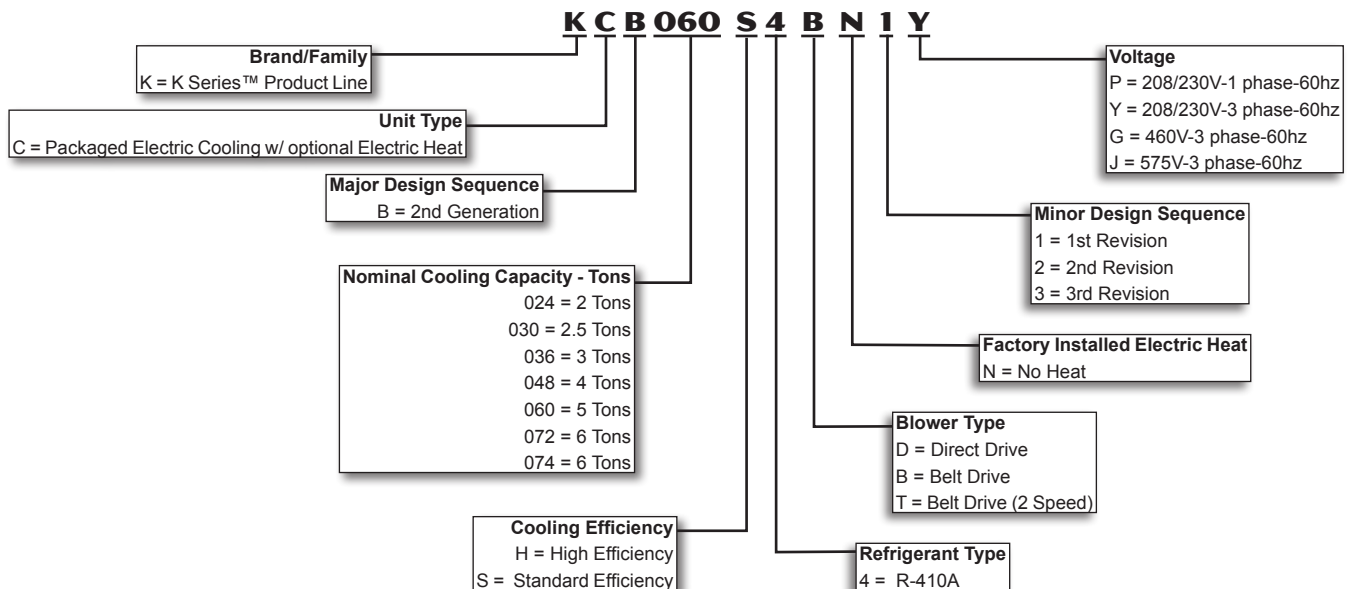 K C B 060 S 4 B N 1 Y
Brand/Family
K = K Series™ Product Line
Unit Type
C = Packaged Electric Cooling w/ optional Electric Heat
Major Design Sequence
B = 2nd Generation
Nominal Cooling Capacity - Tons
024 = 2 Tons
030 = 2.5 Tons
036 = 3 Tons
048 = 4 Tons
060 = 5 Tons
072 = 6 Tons
074 = 6 Tons
Cooling Efficiency
H = High Efficiency
S = Standard Efficiency
Voltage
P = 208/230V-1 phase-60hz
Y = 208/230V-3 phase-60hz
G = 460V-3 phase-60hz
J = 575V-3 phase-60hz
Minor Design Sequence
1 = 1st Revision
2 = 2nd Revision
3 = 3rd Revision
Factory Installed Electric Heat
N = No Heat
Blower Type
D = Direct Drive
B = Belt Drive
T = Belt Drive (2 Speed)
Refrigerant Type
4 = R-410A